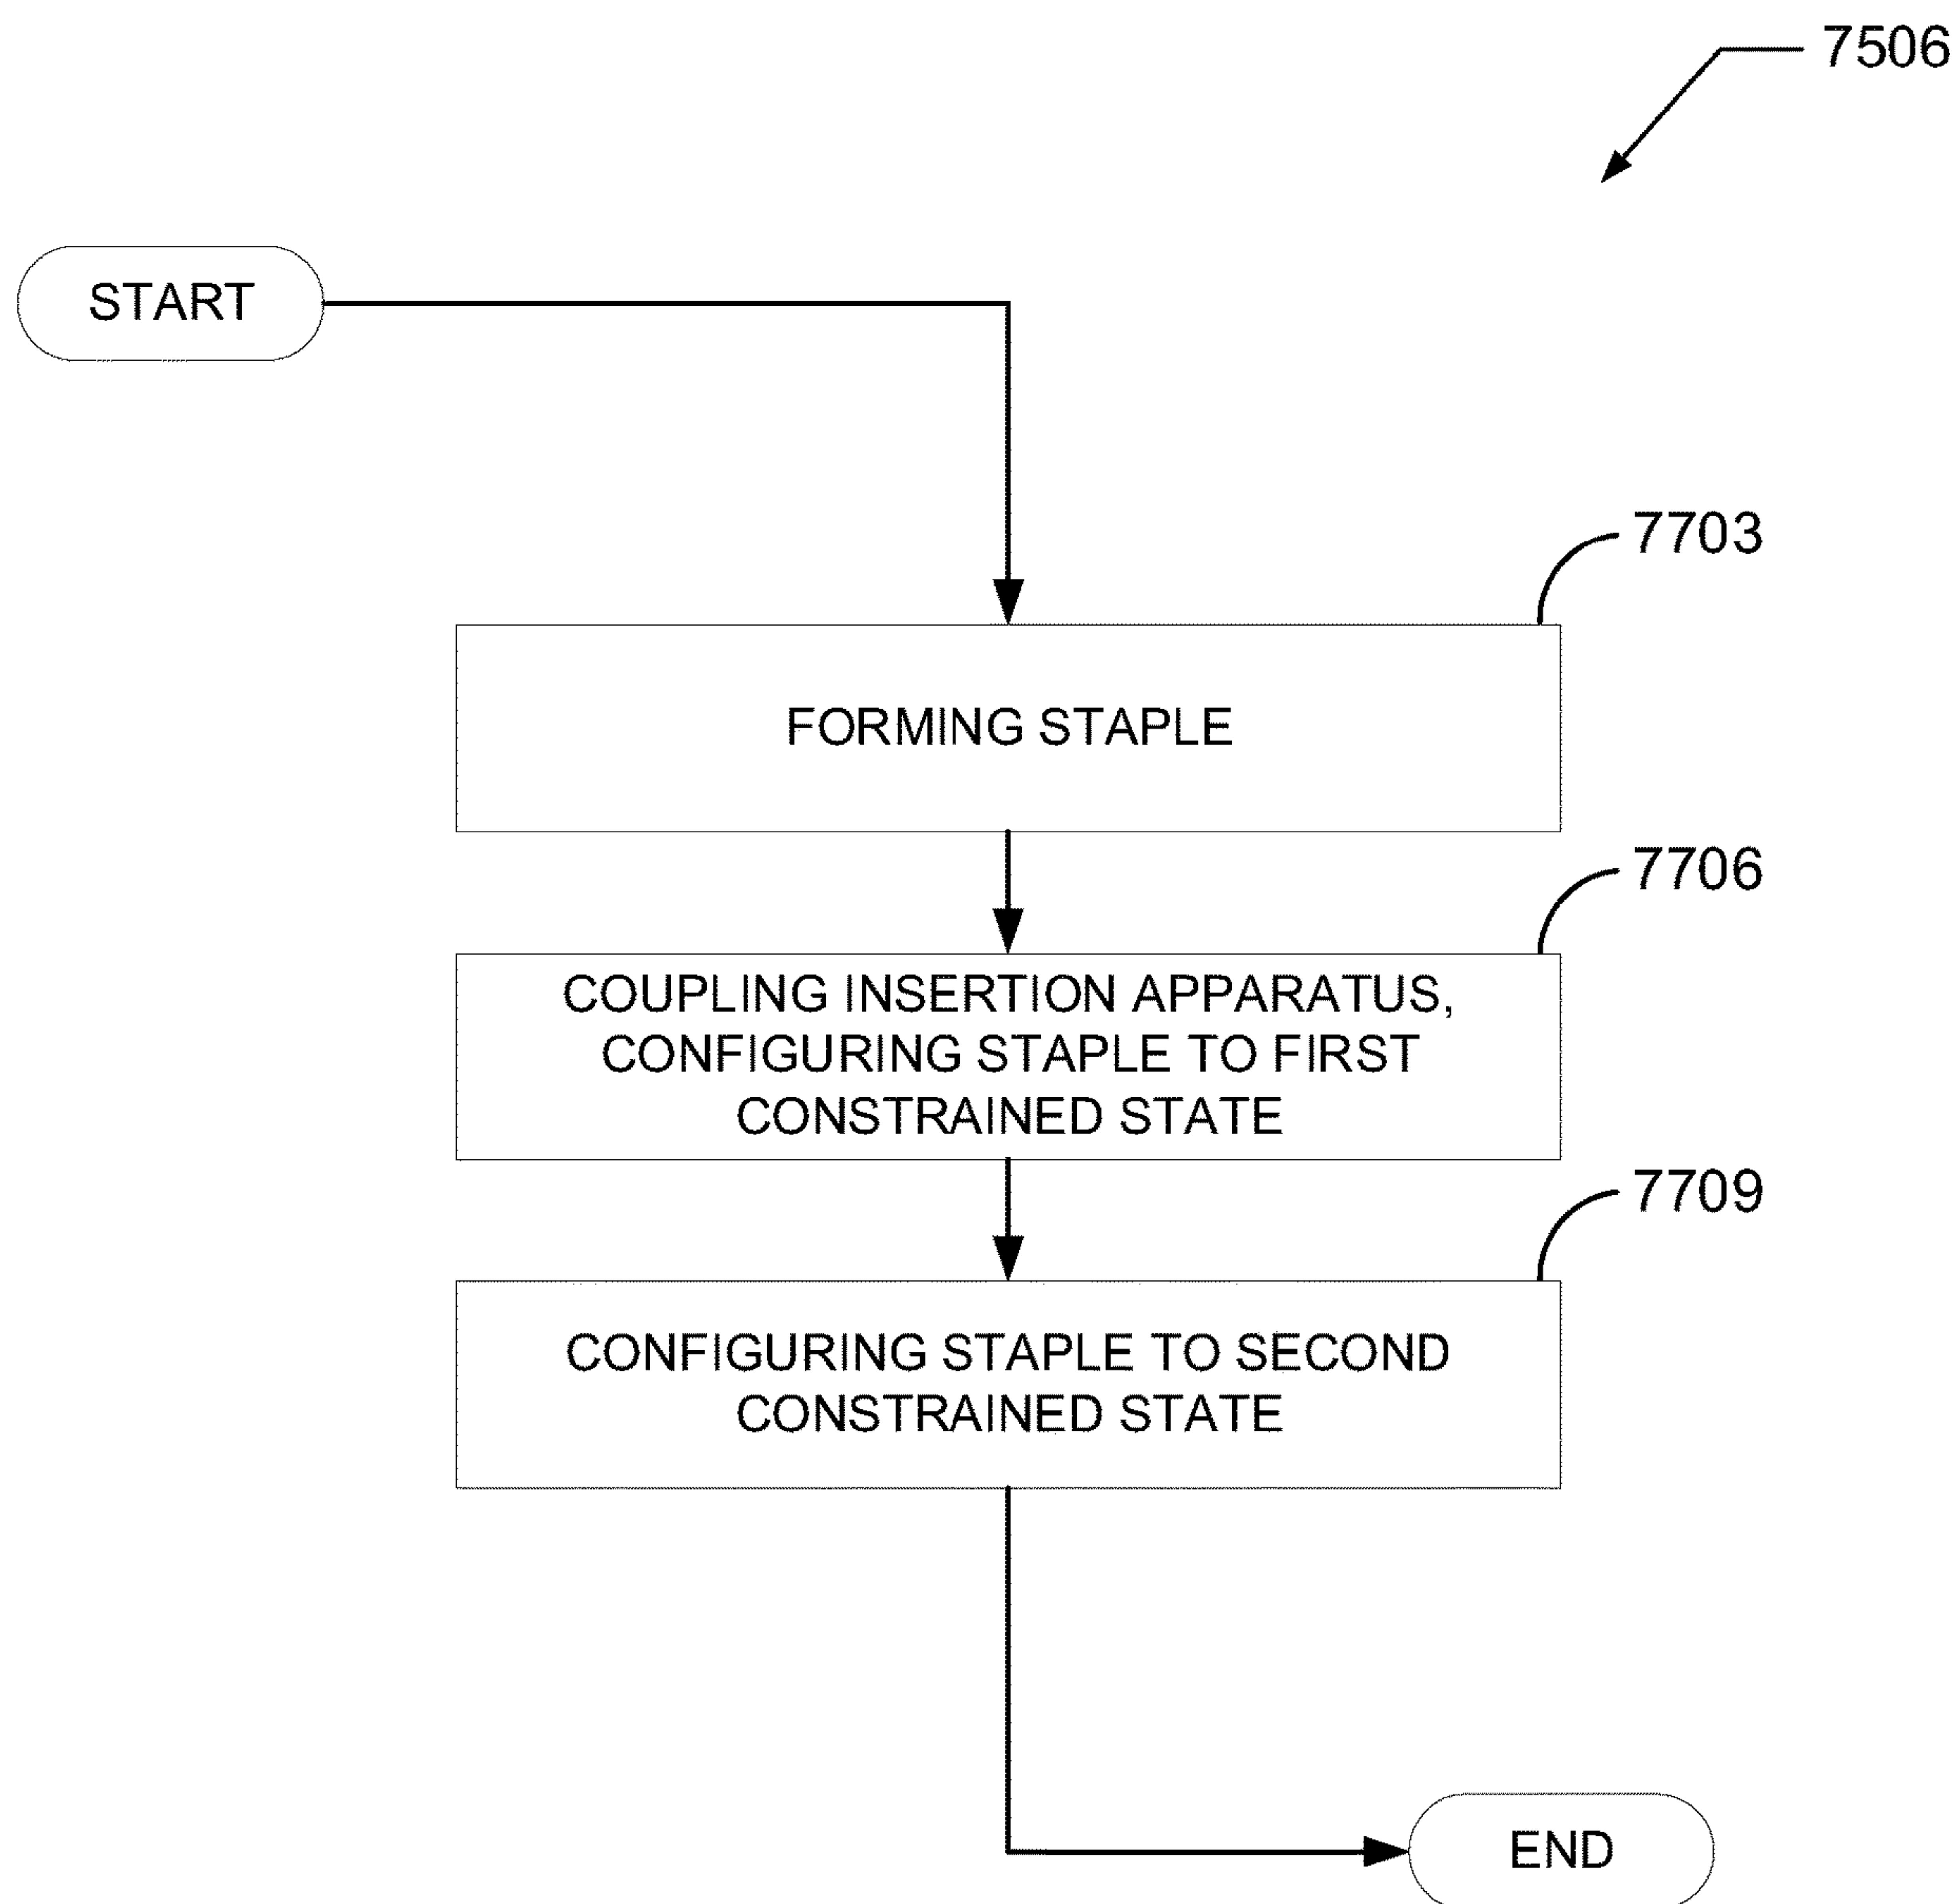 7506
START
7703
FORMING STAPLE
7706
COUPLING INSERTION APPARATUS,
CONFIGURING STAPLE TO FIRST
CONSTRAINED STATE
7709
CONFIGURING STAPLE TO SECOND
CONSTRAINED STATE
END